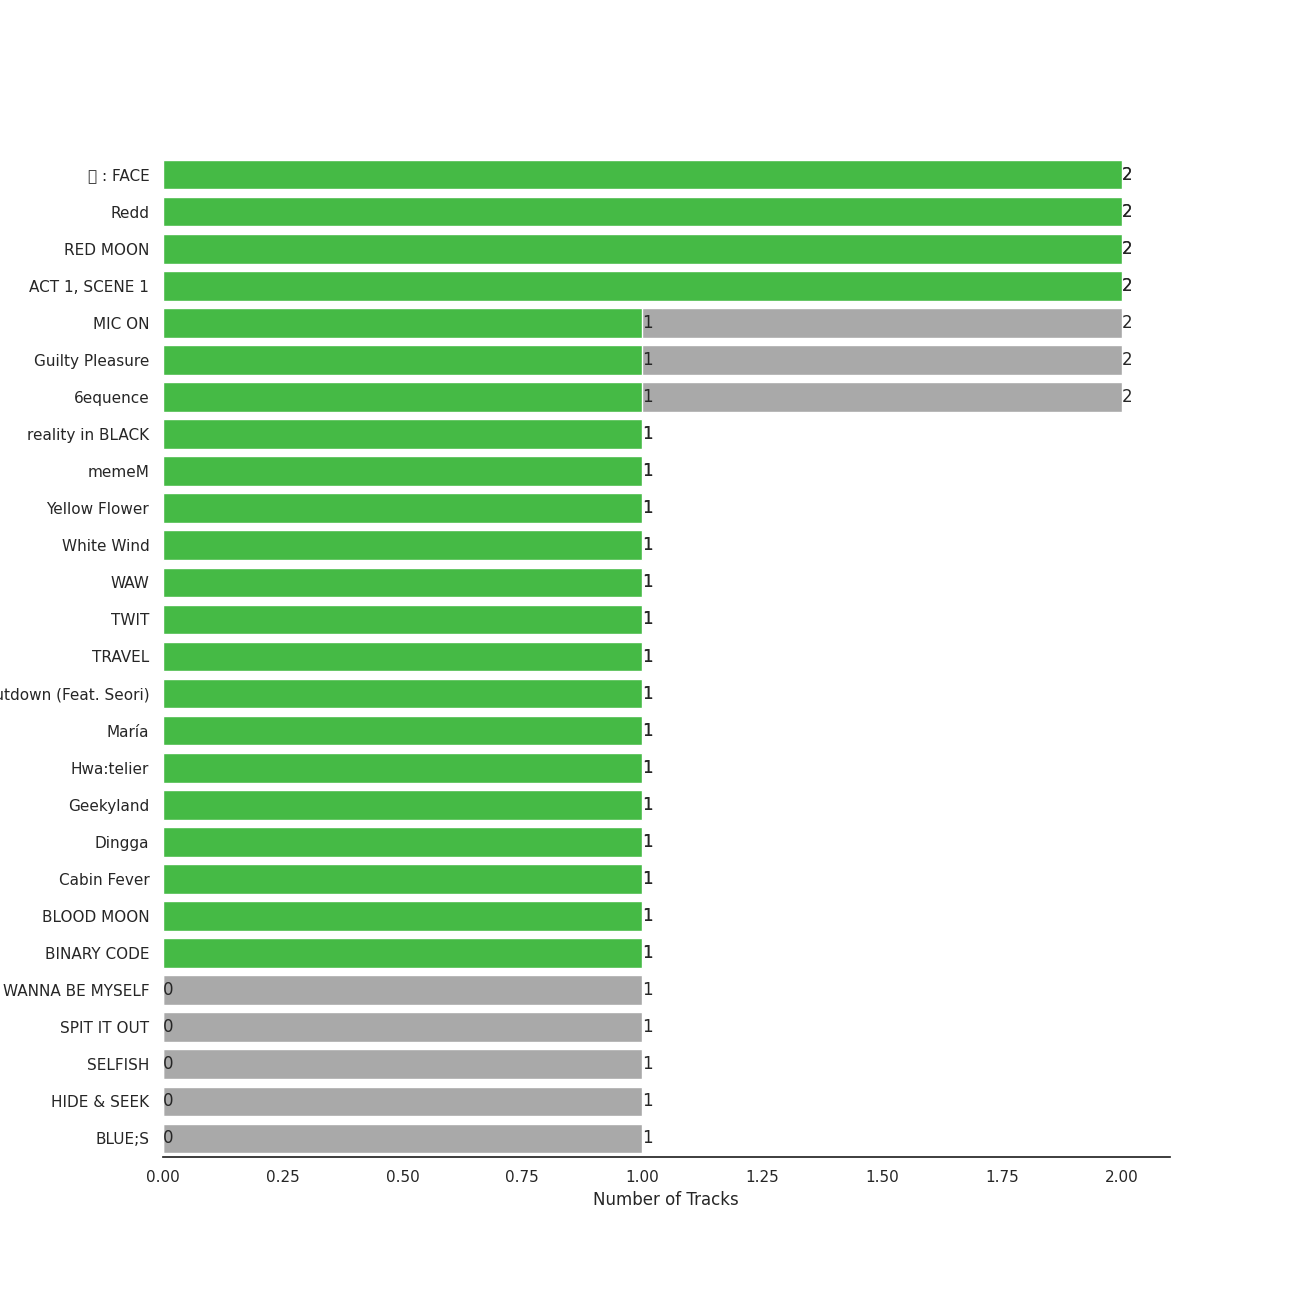 : FACE 2
Redd 2
RED MOON 2
ACT 1, SCENE 1 2
MIC ON 1 2
Guilty Pleasure 1 2
6equence 1 2
reality in BLACK 1
memeM 1
Yellow Flower 1
White Wind 1
WAW 1
TWIT 1
TRAVEL 1
utdown (Feat. Seori) 1
María 1
Hwa:telier 1
Geekyland 1
Dingga 1
Cabin Fever 1
BLOOD MOON 1
BINARY CODE 1
WANNA BE MYSELF 0 1
SPIT IT OUT 0 1
SELFISH 0 1
HIDE & SEEK 0 1
BLUE;S 0 1
0.00 0.25 0.50 0.75 1.00 1.25 1.50 1.75 2.00
Number of Tracks